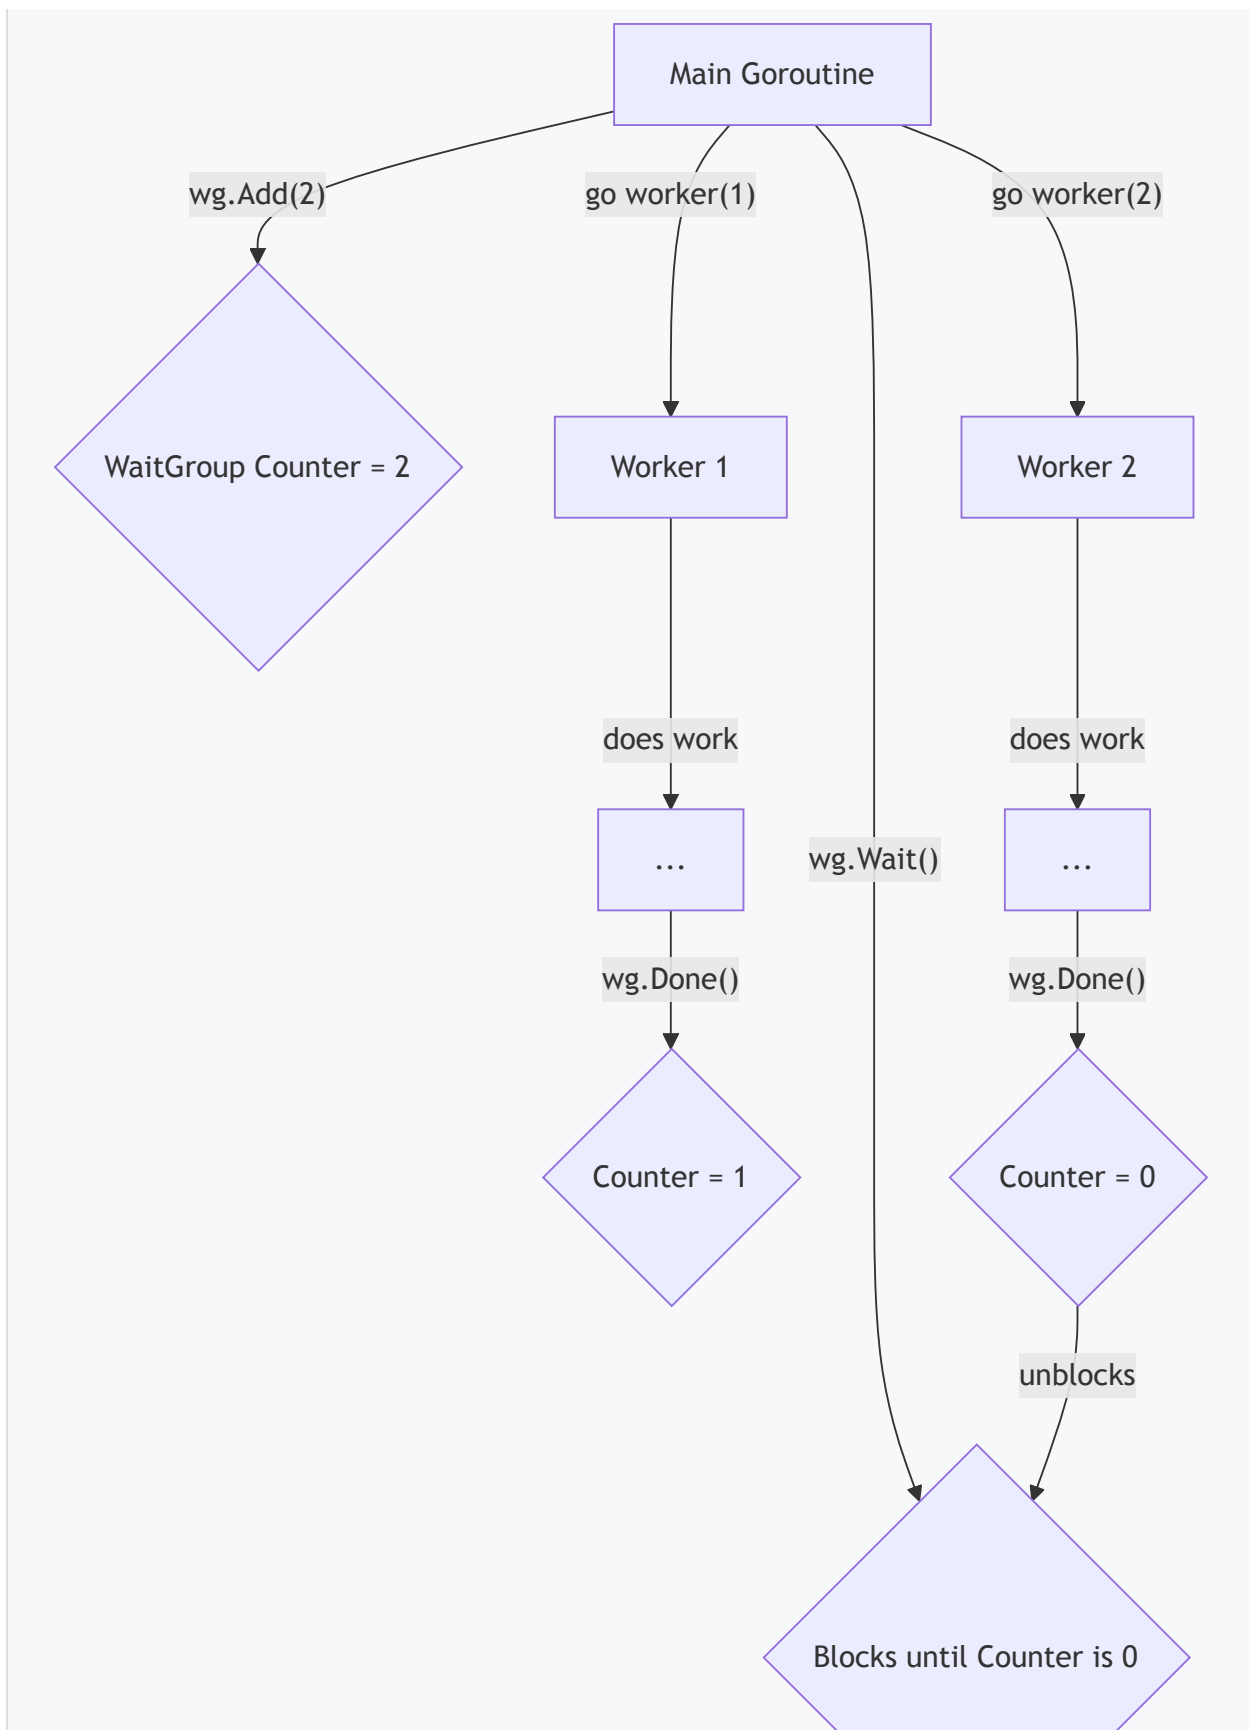 Main Goroutine
wg.Add(2)
go worker(1)
go worker(2)
WaitGroup Counter = 2
Worker 1
Worker 2
does work
does work
...
wg.Wait()
...
wg.Done()
wg.Done()
Counter = 1
Counter = 0
unblocks
Blocks until Counter is 0